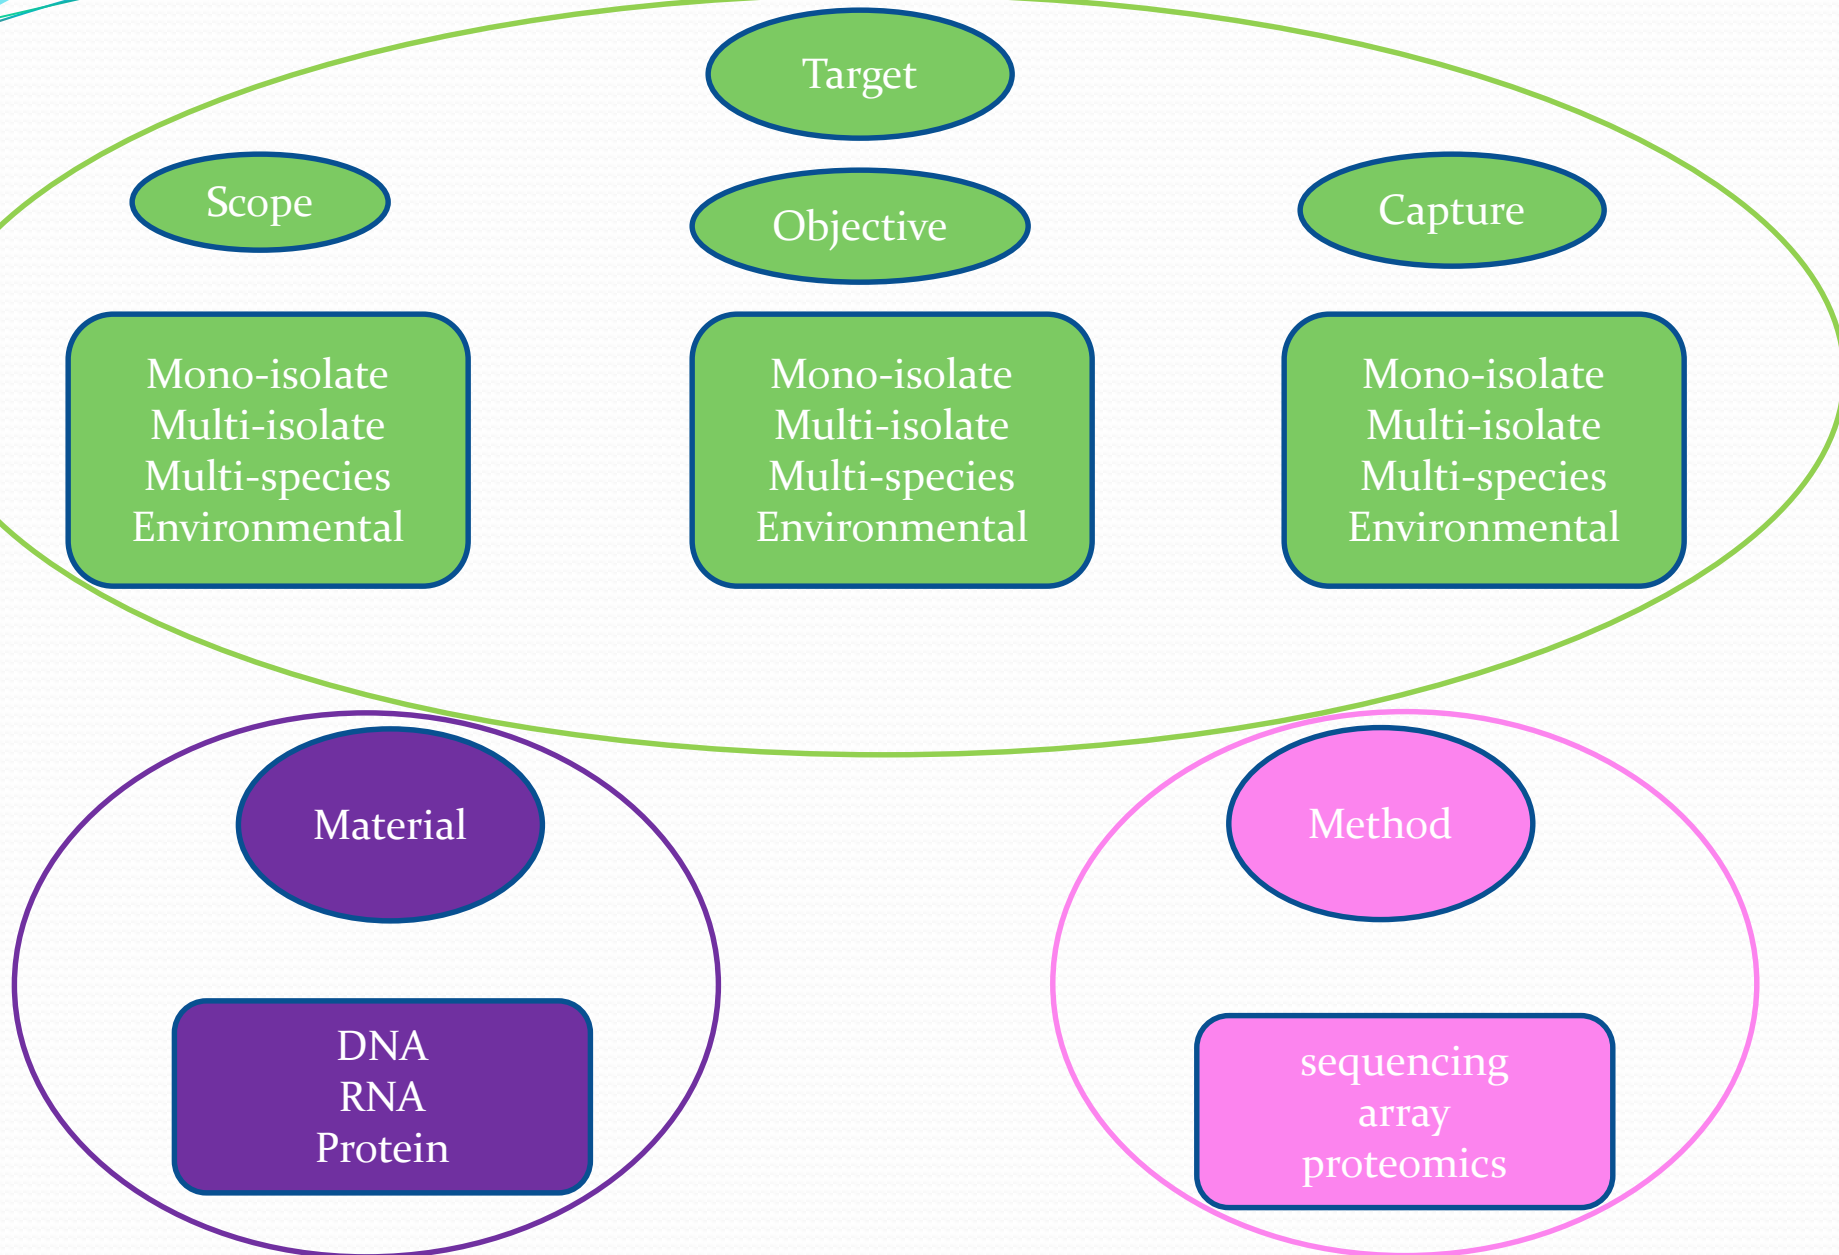 Target
Scope
Objective
Capture
Mono-isolate
Multi-isolate
Multi-species
Environmental
Mono-isolate
Multi-isolate
Multi-species
Environmental
Mono-isolate
Multi-isolate
Multi-species
Environmental
Material
DNA
RNA
Protein
Method
sequencing
array
proteomics